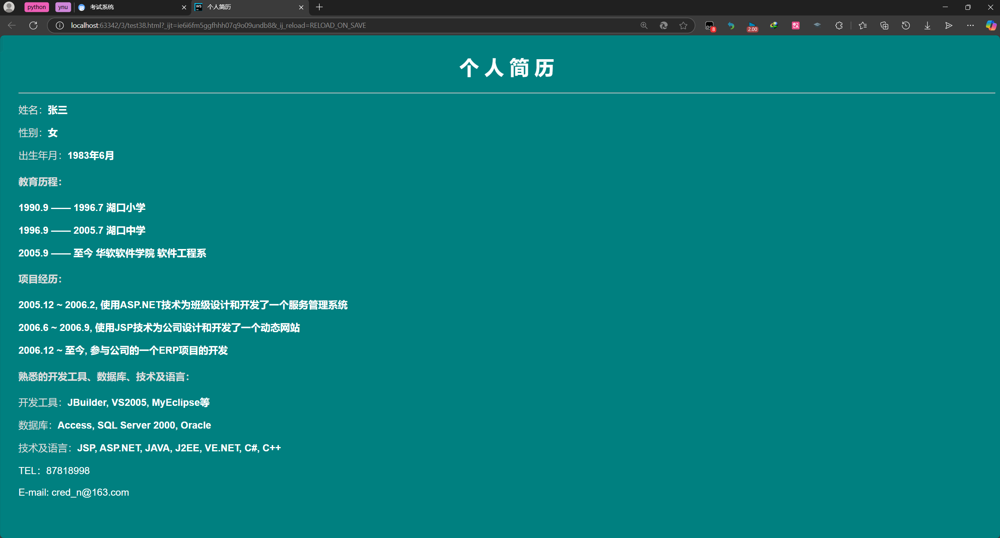 python ynu 考试系统 个人简历
localhost:63342/3/test38.html?_ijt=ie6i6fm5ggfhhh07q9o09undb8&_ij_reload=RELOAD_ON_SAVE 8 2.00
个 人 简 历
姓名：张三
性别：女
出生年月：1983年6月
教育历程：
1990.9 —— 1996.7 湖口小学
1996.9 —— 2005.7 湖口中学
2005.9 —— 至今 华软软件学院 软件工程系
项目经历：
2005.12 ~ 2006.2, 使用ASP.NET技术为班级设计和开发了一个服务管理系统
2006.6 ~ 2006.9, 使用JSP技术为公司设计和开发了一个动态网站
2006.12 ~ 至今, 参与公司的一个ERP项目的开发
熟悉的开发工具、数据库、技术及语言：
开发工具：JBuilder, VS2005, MyEclipse等
数据库：Access, SQL Server 2000, Oracle
技术及语言：JSP, ASP.NET, JAVA, J2EE, VE.NET, C#, C++
TEL：87818998
E-mail: cred_n@163.com